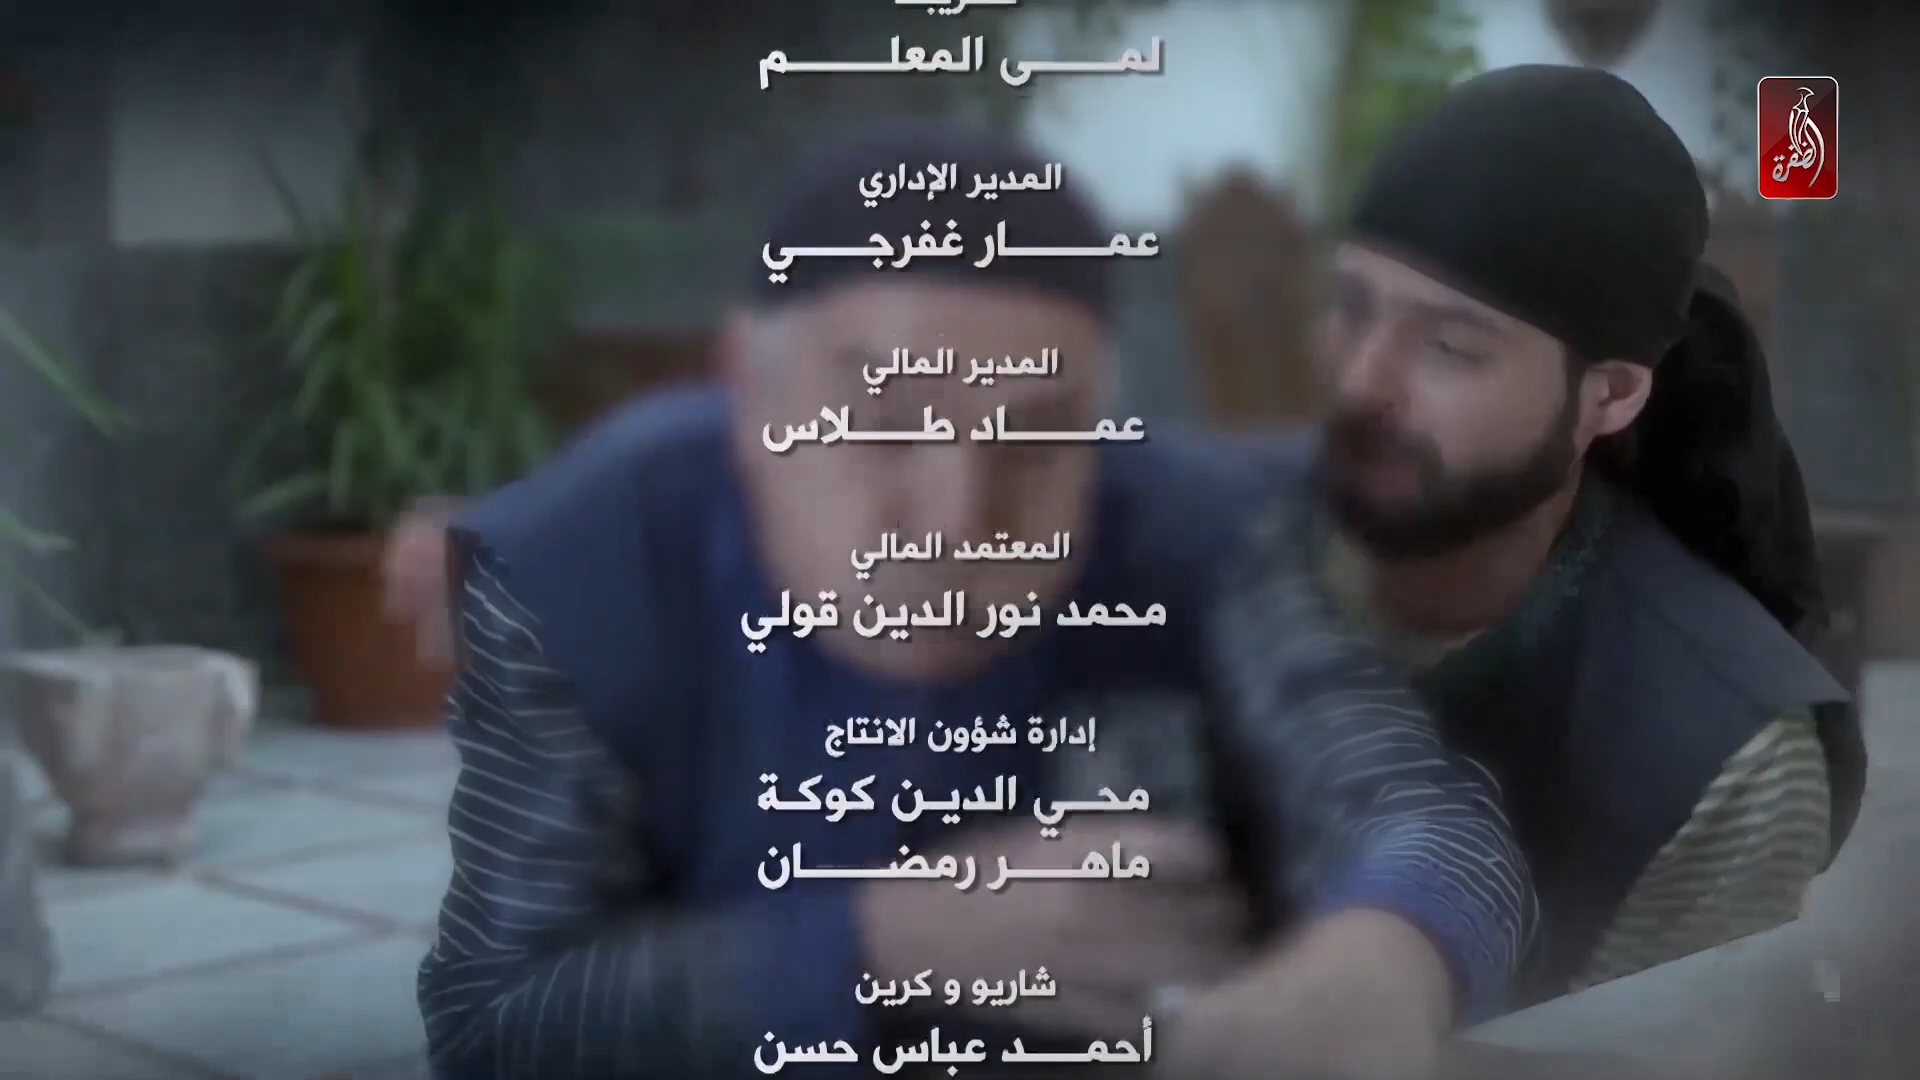 لمى المعلم
المدير الإداري
عمار غفرجي
المدير المالي
عماد طلاس
المعتمد المالي
محمد نور الدين قولي
إدارة شؤون الانتاج
محي الدين كوكة
ماهر رمضان
شاريو و كرين
أحمد عباس حسن
الظفرة